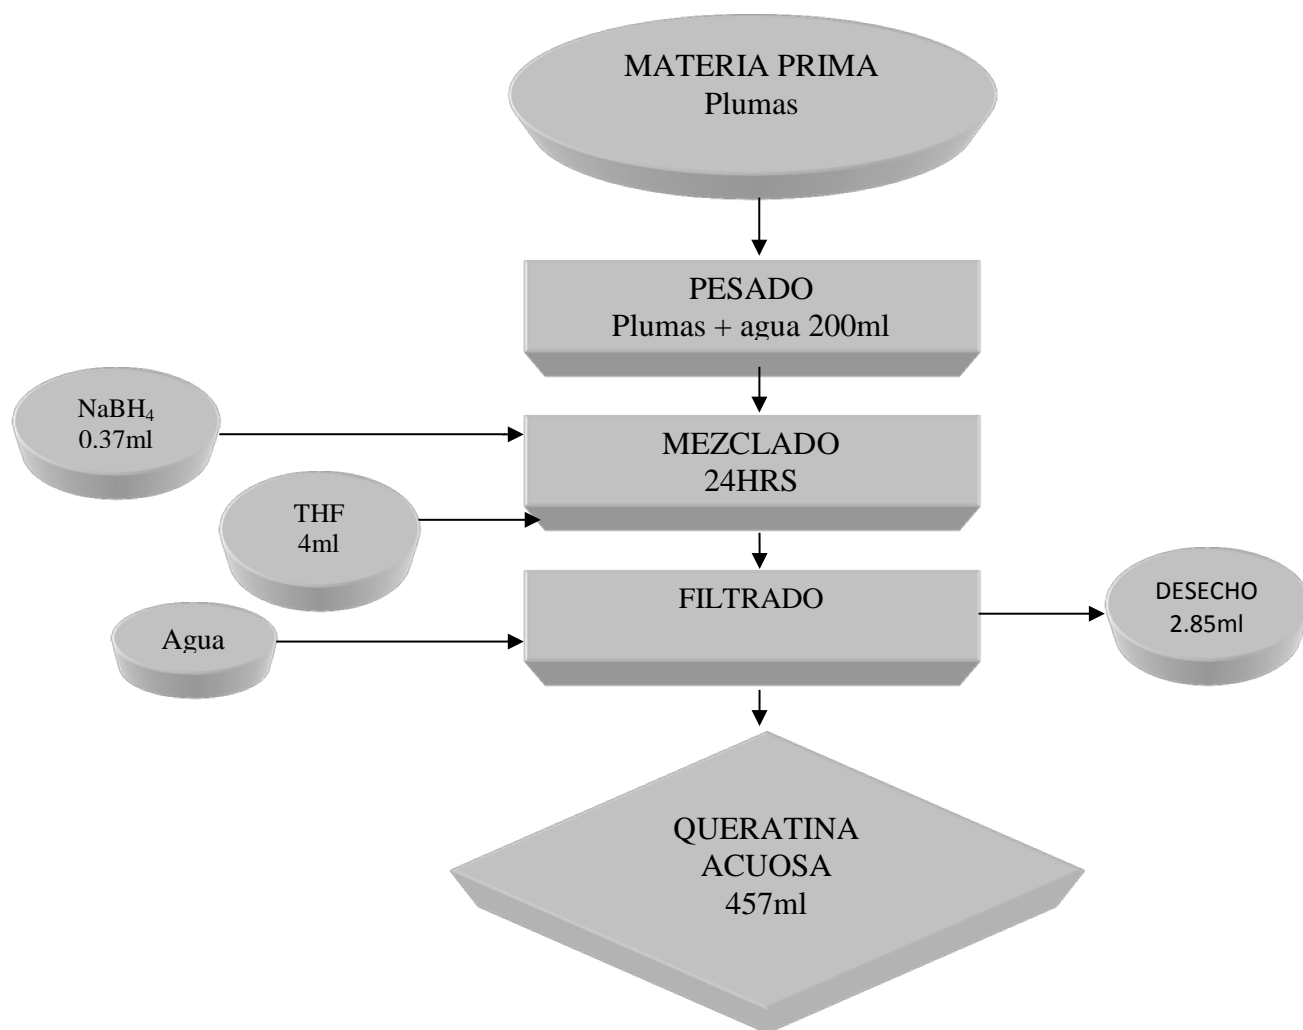 MATERIA PRIMA
Plumas
PESADO
Plumas + agua 200ml
NaBH₄
0.37ml
MEZCLADO
24HRS
THF
4ml
FILTRADO
DESECHO
2.85ml
Agua
QUERATINA
ACUOSA
457ml